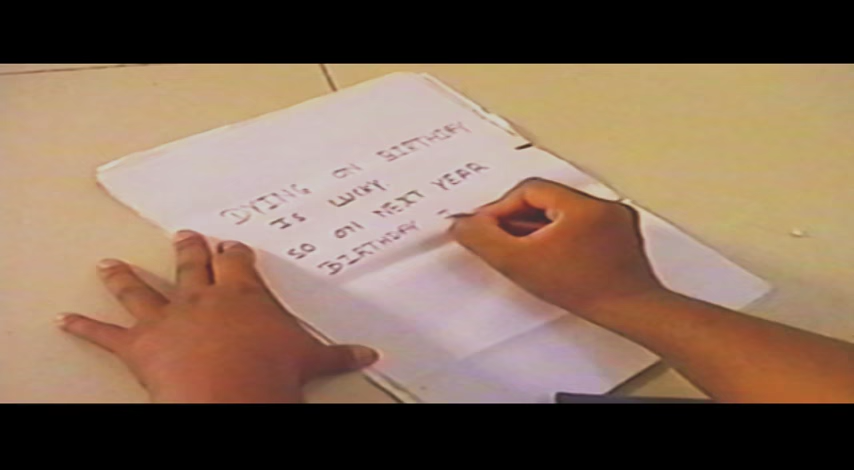 DYING ON BIRTHDAY
IS LUCKY.
SO ON NEXT YEAR
BIRTHDAY I